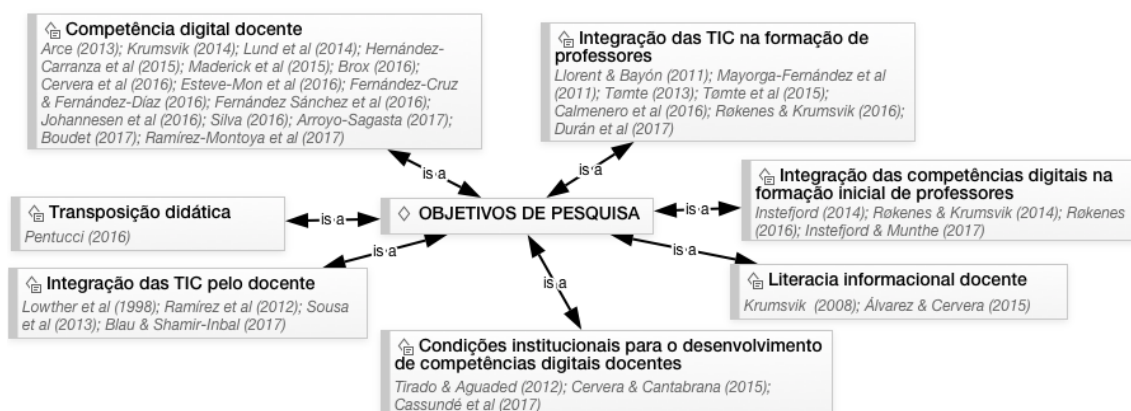 Competência digital docente
Arce (2013); Krumsvik (2014); Lund et al (2014); Hernández-
Carranza et al (2015); Maderick et al (2015); Brox (2016);
Cervera et al (2016); Esteve-Mon et al (2016); Fernández-Cruz
& Fernández-Díaz (2016); Fernández Sánchez et al (2016);
Johannesen et al (2016); Silva (2016); Arroyo-Sagasta (2017);
Boudet (2017); Ramírez-Montoya et al (2017)
Integração das TIC na formação de
professores
Llorent & Bayón (2011); Mayorga-Fernández et al
(2011); Tømte (2013); Tømte et al (2015);
Calmenero et al (2016); Røkenes & Krumsvik (2016);
Durán et al (2017)
is a
is a
Integração das competências digitais na
formação inicial de professores
Instefjord (2014); Røkenes & Krumsvik (2014); Røkenes
(2016); Instefjord & Munthe (2017)
Transposição didática
Pentucci (2016)
is a
OBJETIVOS DE PESQUISA
is a
is a
is a
is a
Integração das TIC pelo docente
Lowther et al (1998); Ramírez et al (2012); Sousa
et al (2013); Blau & Shamir-Inbal (2017)
Literacia informacional docente
Krumsvik (2008); Álvarez & Cervera (2015)
Condições institucionais para o desenvolvimento
de competências digitais docentes
Tirado & Aguaded (2012); Cervera & Cantabrana (2015);
Cassundé et al (2017)